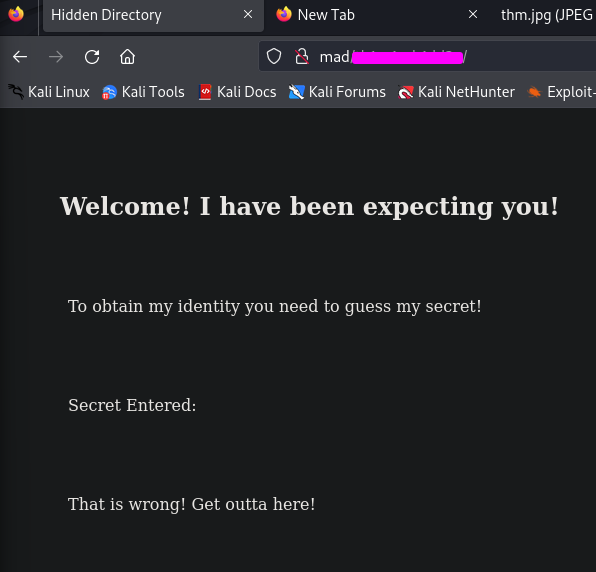 Hidden Directory
New Tab
thm.jpg (JPEG
mad/
/
Kali Linux
Kali Tools
Kali Docs
Kali Forums
Kali NetHunter
Exploit-
Welcome! I have been expecting you!
To obtain my identity you need to guess my secret!
Secret Entered:
That is wrong! Get outta here!